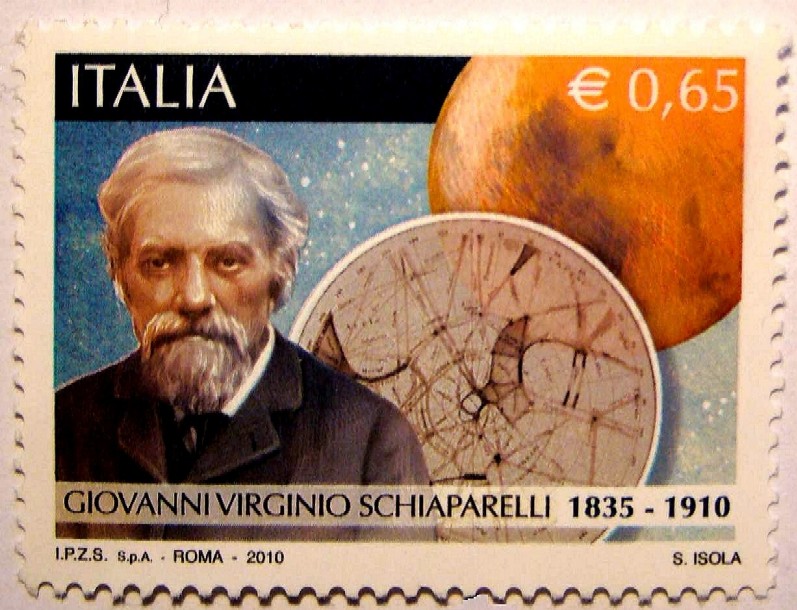 ITALIA
€ 0,65
GIOVANNI VIRGINIO SCHIAPARELLI 1835 - 1910
I.P.Z.S. S.p.A. - ROMA - 2010
S. ISOLA